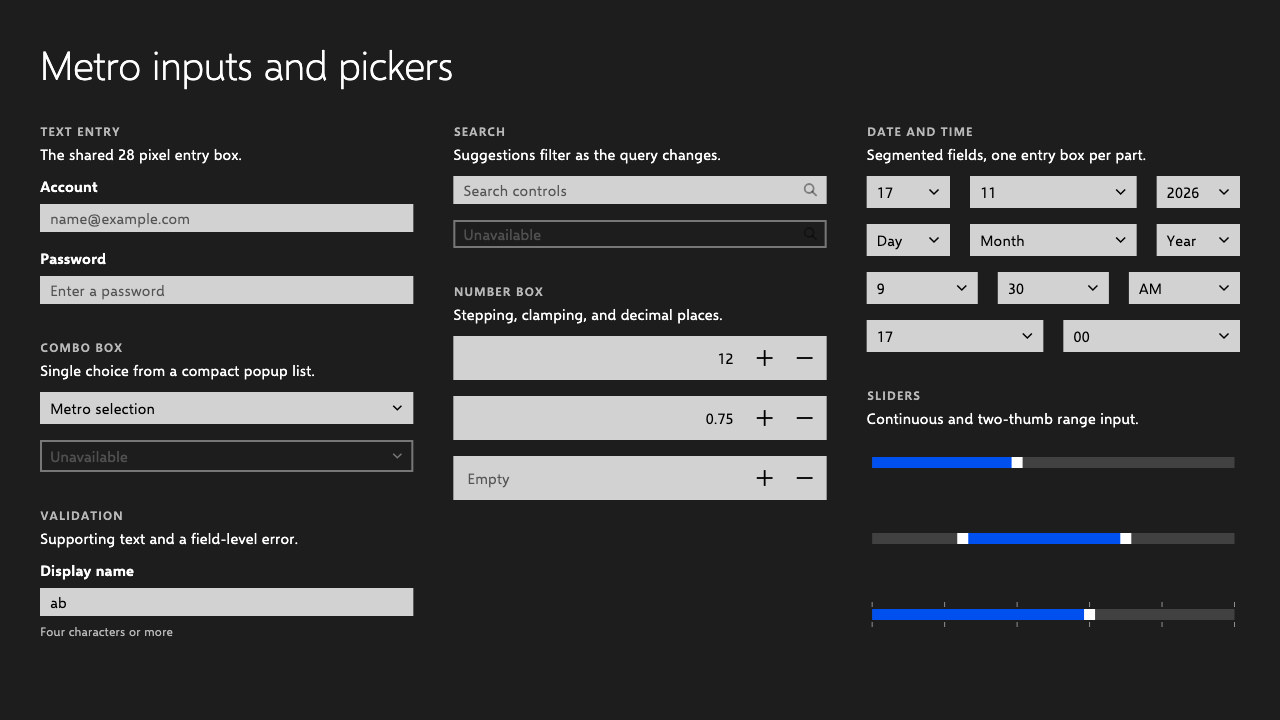 Metro inputs and pickers
TEXT ENTRY
The shared 28 pixel entry box.
Account
name@example.com
Password
Enter a password
COMBO BOX
Single choice from a compact popup list.
Metro selection
Unavailable
VALIDATION
Supporting text and a field-level error.
Display name
ab
Four characters or more
SEARCH
Suggestions filter as the query changes.
Search controls
Unavailable
NUMBER BOX
Stepping, clamping, and decimal places.
12
0.75
Empty
DATE AND TIME
Segmented fields, one entry box per part.
17 11 2026
Day Month Year
9 30 AM
17 00
SLIDERS
Continuous and two-thumb range input.